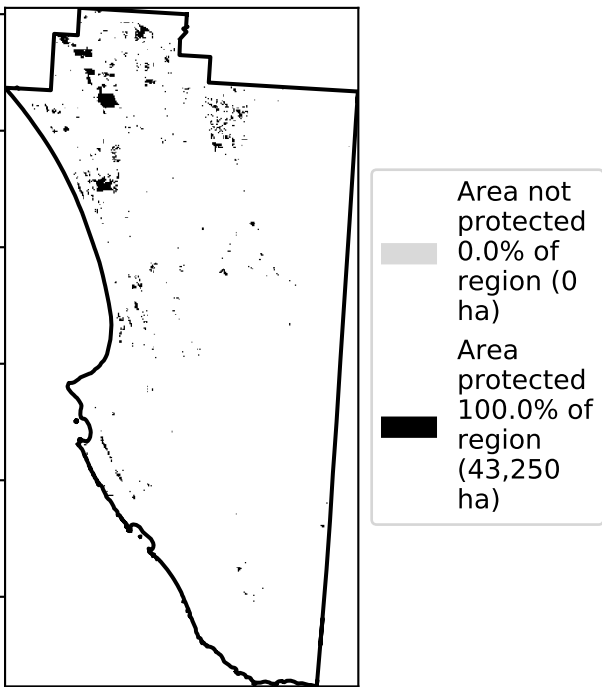 Area not
protected
0.0% of
region (0
ha)
Area
protected
100.0% of
region
(43,250
ha)